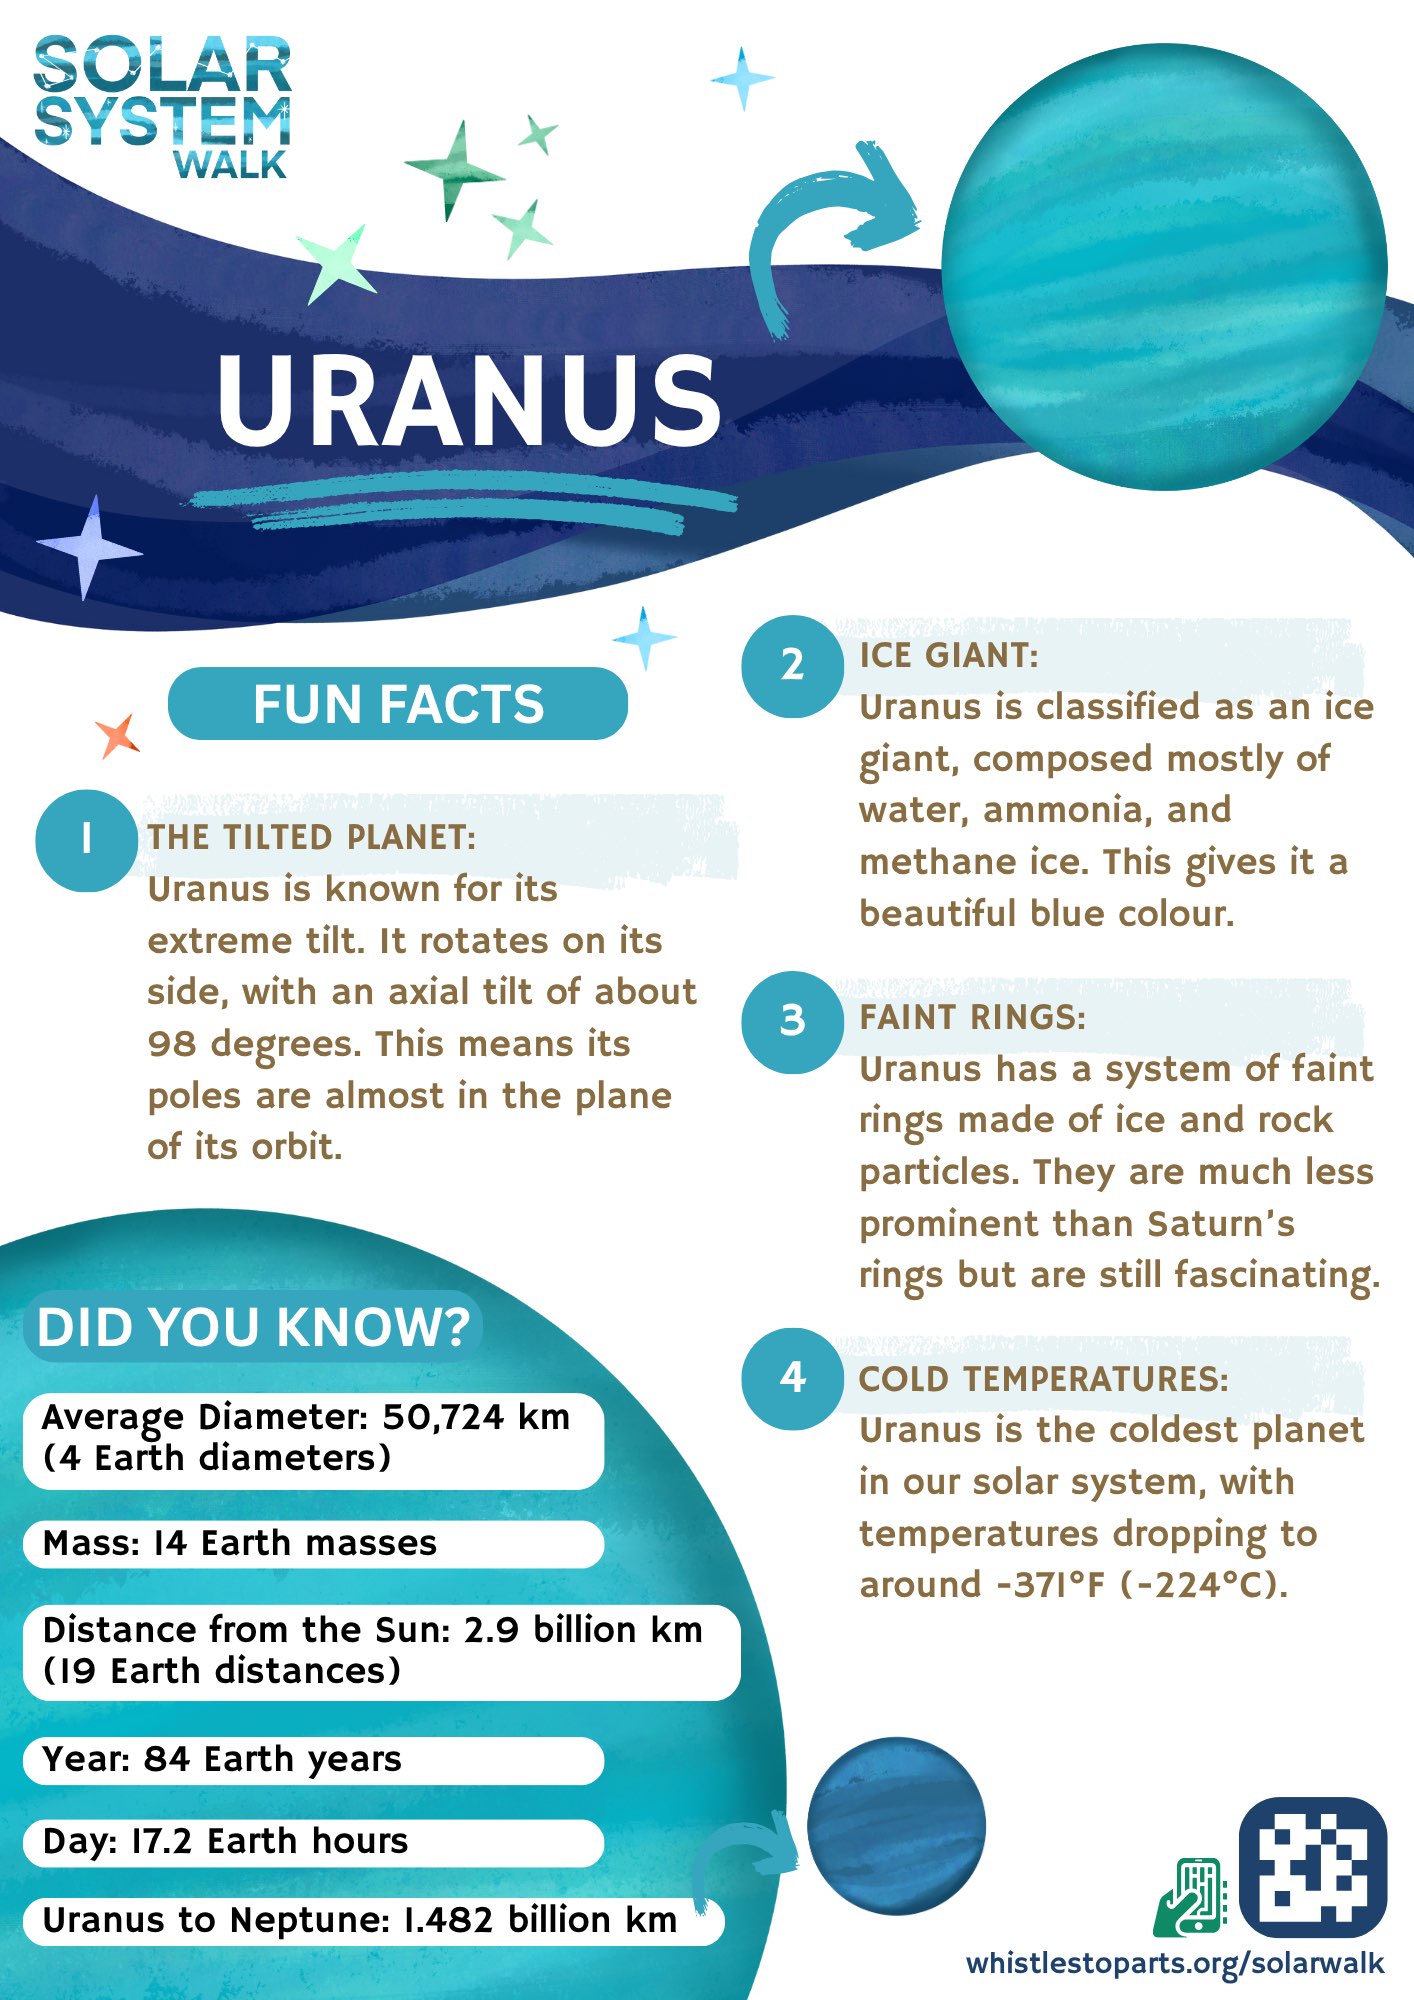 SOLAR
SYSTEM
WALK
URANUS
FUN FACTS
1
THE TILTED PLANET:
Uranus is known for its
extreme tilt. It rotates on its
side, with an axial tilt of about
98 degrees. This means its
poles are almost in the plane
of its orbit.
2
ICE GIANT:
Uranus is classified as an ice
giant, composed mostly of
water, ammonia, and
methane ice. This gives it a
beautiful blue colour.
3
FAINT RINGS:
Uranus has a system of faint
rings made of ice and rock
particles. They are much less
prominent than Saturn's
rings but are still fascinating.
4
COLD TEMPERATURES:
Uranus is the coldest planet
in our solar system, with
temperatures dropping to
around -371°F (-224°C).
DID YOU KNOW?
Average Diameter: 50,724 km
(4 Earth diameters)
Mass: 14 Earth masses
Distance from the Sun: 2.9 billion km
(19 Earth distances)
Year: 84 Earth years
Day: 17.2 Earth hours
Uranus to Neptune: 1.482 billion km
whistlestoparts.org/solarwalk